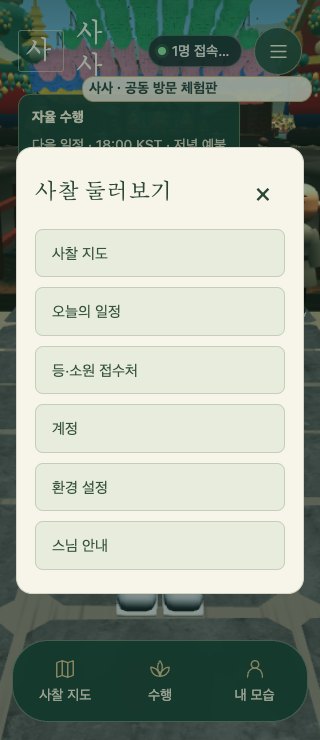 사
사
사
1명 접속…
사사 · 공동 방문 체험판
자율 수행
다음 일정 · 18:00 KST · 저녁 예불
사찰 둘러보기
사찰 지도
오늘의 일정
등·소원 접수처
계정
환경 설정
스님 안내
사찰 지도
수행
내 모습